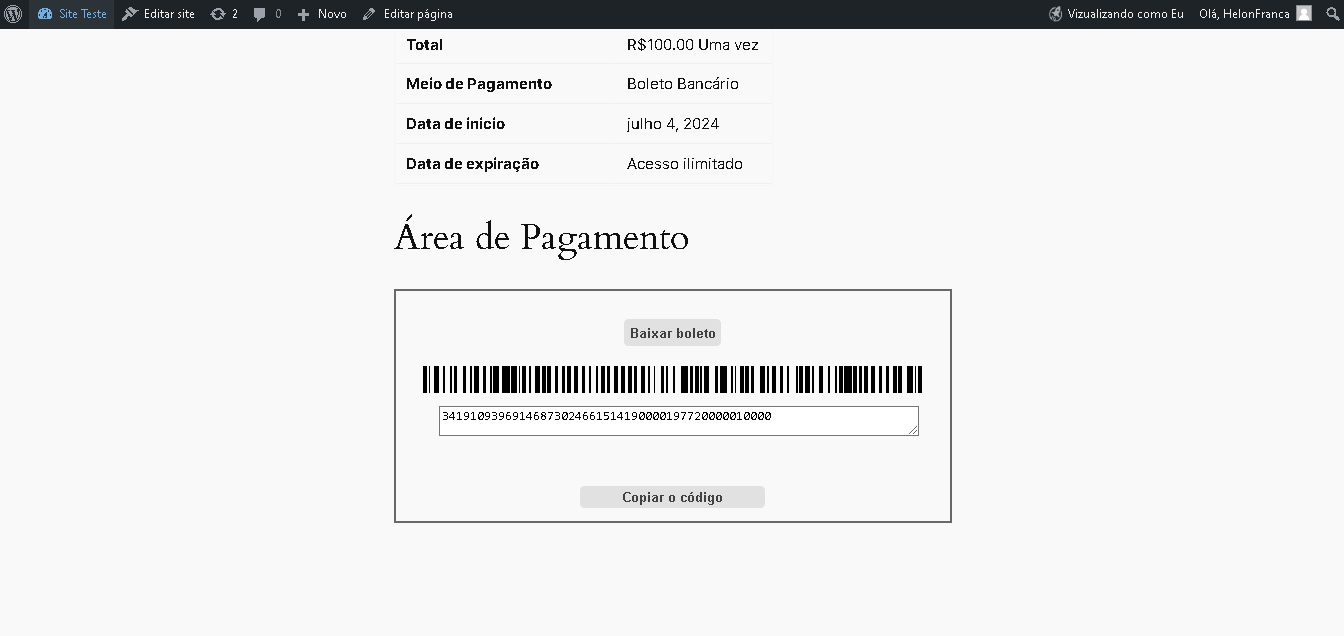 Site Teste Editar site 2 0 Novo Editar página Vizualizando como Eu Olá, HelonFranca
Total R$100.00 Uma vez
Meio de Pagamento Boleto Bancário
Data de início julho 4, 2024
Data de expiração Acesso ilimitado
Área de Pagamento
Baixar boleto
34191093969146873024661514190000197720000010000
Copiar o código